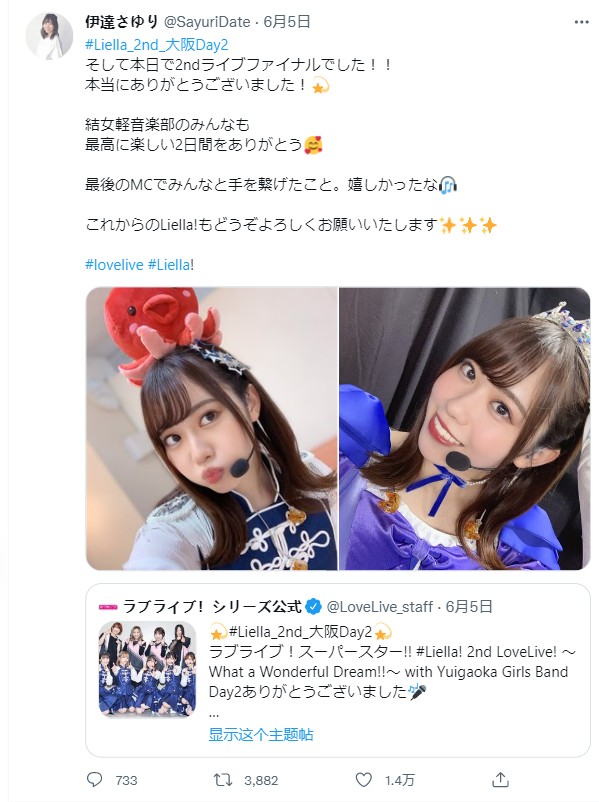 伊達さゆり @SayuriDate · 6月5日
#Liella_2nd_大阪Day2
そして本日で2ndライブファイナルでした！！
本当にありがとうございました！💫
結女軽音楽部のみんなも
最高に楽しい2日間をありがとう🥰
最後のMCでみんなと手を繋げたこと。嬉しかったな🎧
これからのLiella!もどうぞよろしくお願いいたします✨✨✨
#lovelive #Liella!
ラブライブ！シリーズ公式 @LoveLive_staff · 6月5日
💫#Liella_2nd_大阪Day2💫
ラブライブ！スーパースター!! #Liella! 2nd LoveLive! ～
What a Wonderful Dream!!～ with Yuigaoka Girls Band
Day2ありがとうございました🎤
...
显示这个主题帖
733 3,882 1.4万